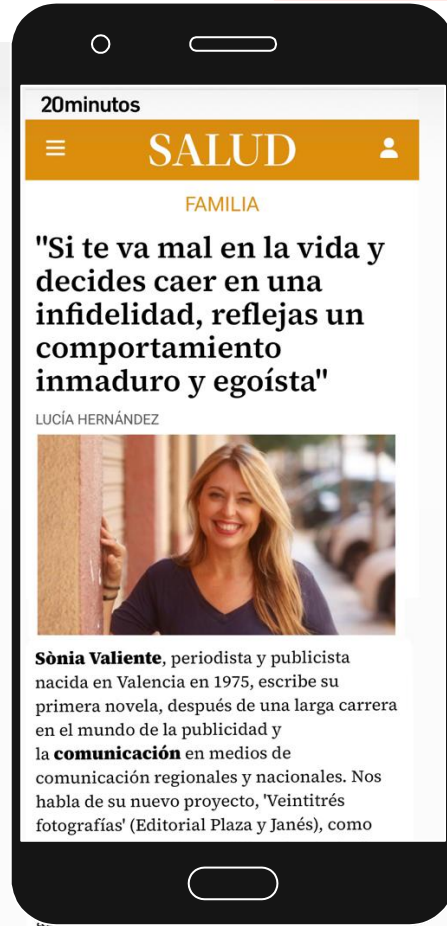 20minutos
SALUD
FAMILIA
"Si te va mal en la vida y
decides caer en una
infidelidad, reflejas un
comportamiento
inmaduro y egoísta"
LUCÍA HERNÁNDEZ
Sònia Valiente, periodista y publicista
nacida en Valencia en 1975, escribe su
primera novela, después de una larga carrera
en el mundo de la publicidad y
la comunicación en medios de
comunicación regionales y nacionales. Nos
habla de su nuevo proyecto, 'Veintitrés
fotografías' (Editorial Plaza y Janés), como